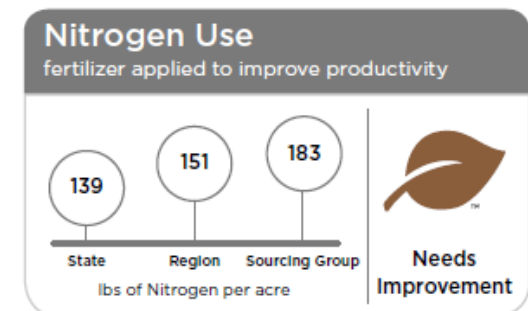 Nitrogen Use
fertilizer applied to improve productivity
139
151
183
State Region Sourcing Group
lbs of Nitrogen per acre
TM
Needs
Improvement